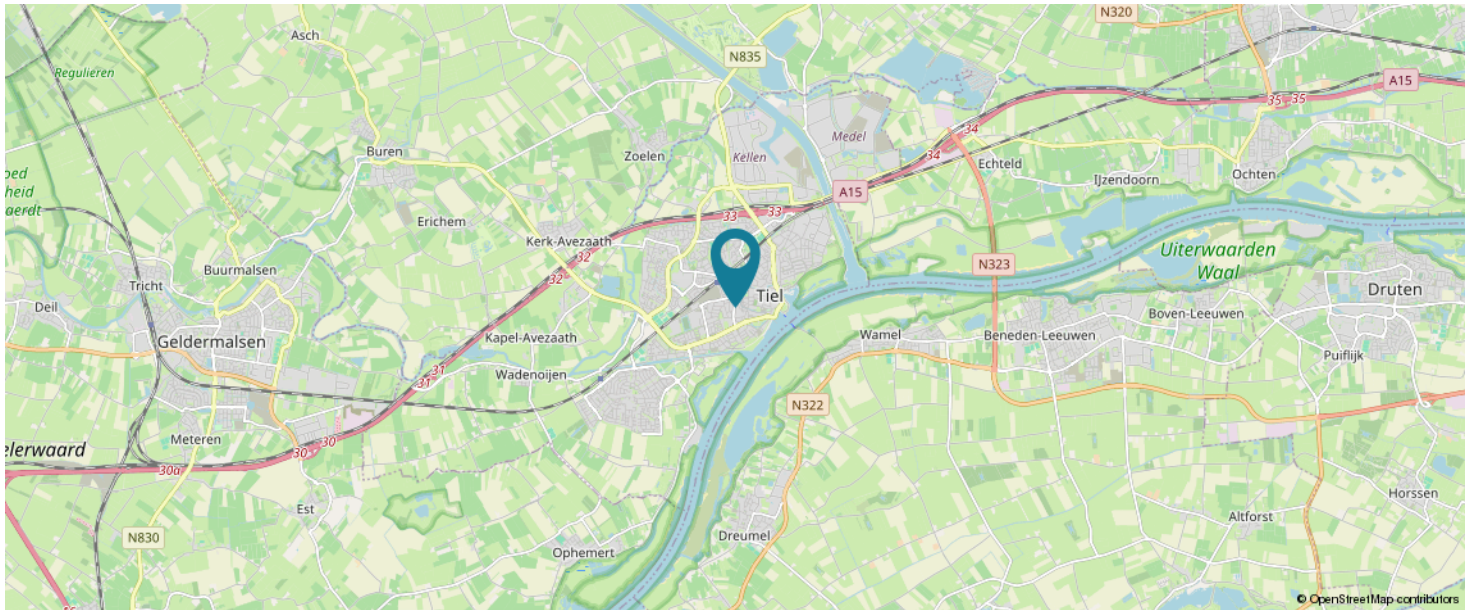 N320
Asch
N835
Regulieren
A15
35
35
34
Medel
Buren
Zoelen
Kellen
34
Echteld
Ochten
oed
heid
aerdt
IJzendoorn
A15
Erichem
33
33
Kerk-Avezaath
Uiterwaarden
Waal
32
N323
Buurmalsen
32
Tricht
Tiel
Druten
Deil
Boven-Leeuwen
Geldermalsen
Kapel-Avezaath
Wamel
Beneden-Leeuwen
Puiflijk
31
31
Wadenoijen
N322
Meteren
30
elerwaard
30
30a
Horssen
Est
Altforst
N830
Dreumel
Ophemert
© OpenStreetMap contributors